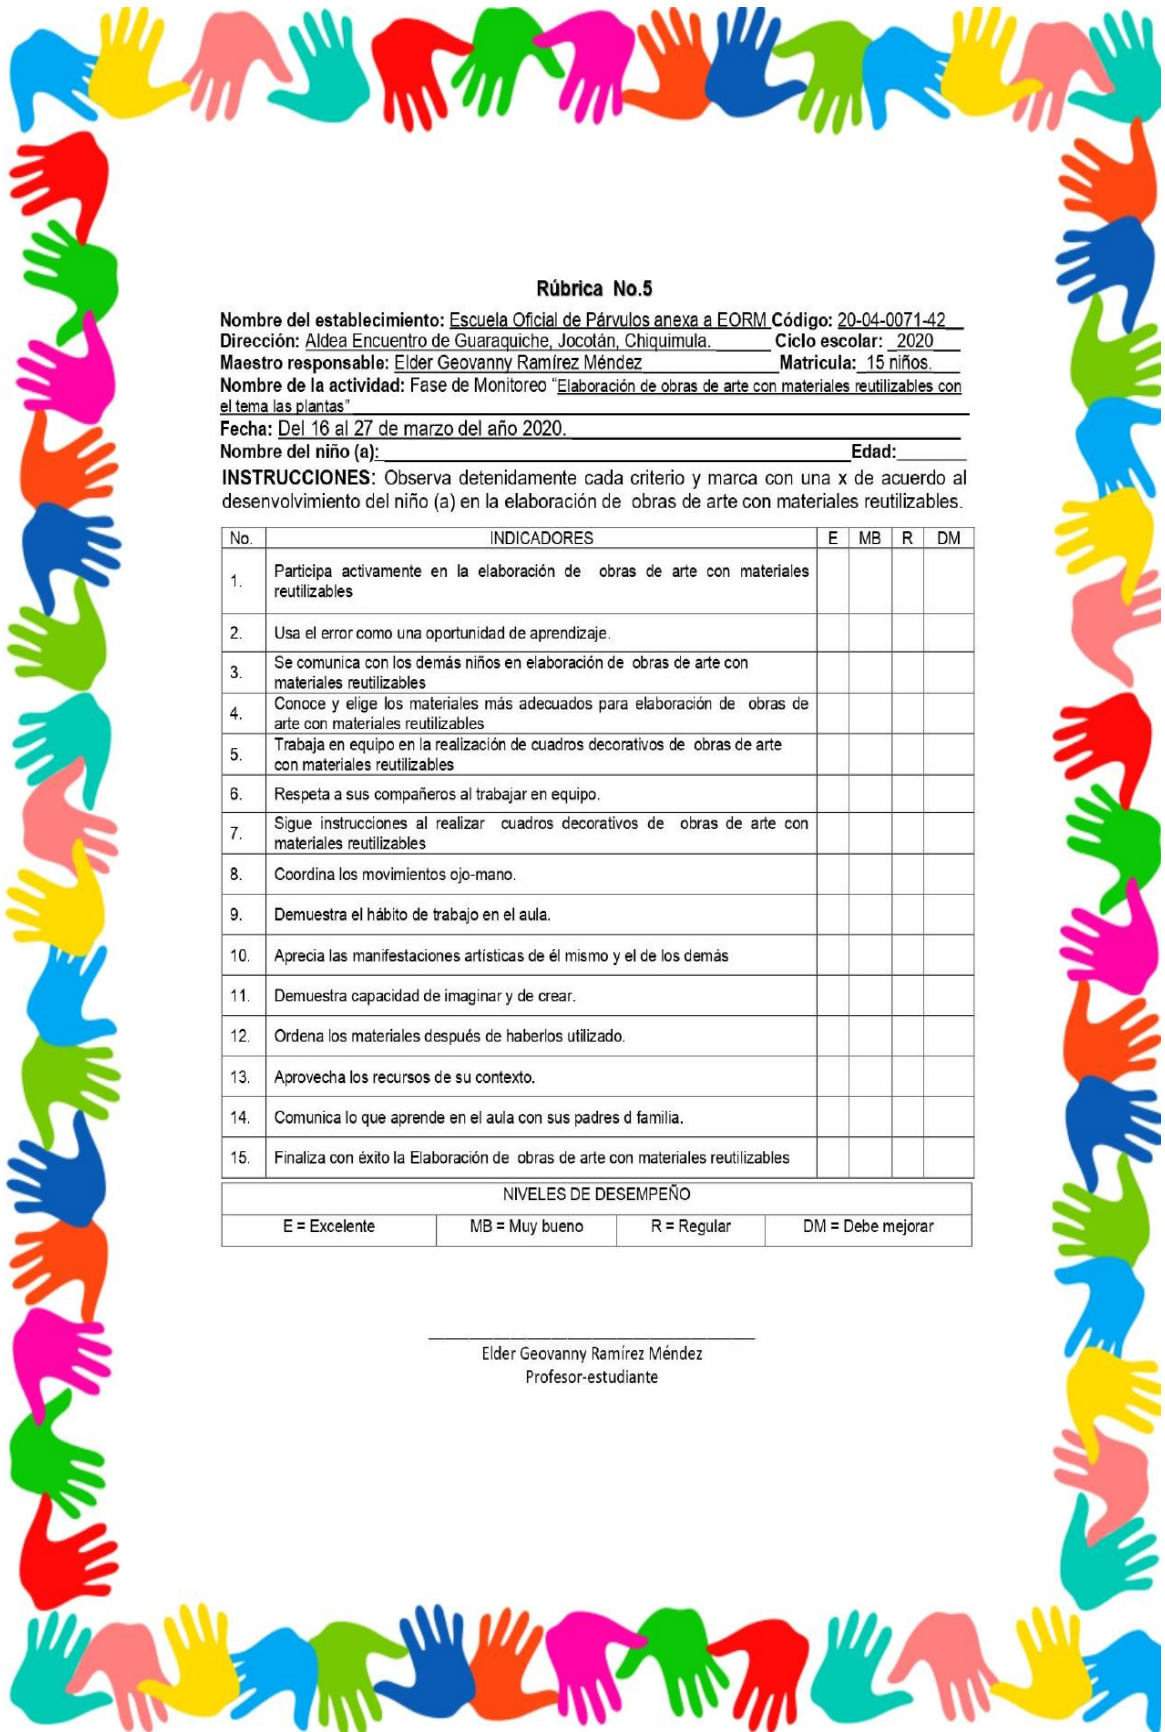 Rúbrica No.5
Nombre del establecimiento: Escuela Oficial de Párvulos anexa a EORM Código: 20-04-0071-42
Dirección: Aldea Encuentro de Guaraquiche, Jocotán, Chiquimula. Ciclo escolar: 2020
Maestro responsable: Elder Geovanny Ramírez Méndez Matricula: 15 niños.
Nombre de la actividad: Fase de Monitoreo “Elaboración de obras de arte con materiales reutilizables con
el tema las plantas”
Fecha: Del 16 al 27 de marzo del año 2020.
Nombre del niño (a): Edad:
INSTRUCCIONES: Observa detenidamente cada criterio y marca con una x de acuerdo al
desenvolvimiento del niño (a) en la elaboración de obras de arte con materiales reutilizables.
No. INDICADORES E MB R DM
1. Participa activamente en la elaboración de obras de arte con materiales
reutilizables
2. Usa el error como una oportunidad de aprendizaje.
3. Se comunica con los demás niños en elaboración de obras de arte con
materiales reutilizables
4. Conoce y elige los materiales más adecuados para elaboración de obras de
arte con materiales reutilizables
5. Trabaja en equipo en la realización de cuadros decorativos de obras de arte
con materiales reutilizables
6. Respeta a sus compañeros al trabajar en equipo.
7. Sigue instrucciones al realizar cuadros decorativos de obras de arte con
materiales reutilizables
8. Coordina los movimientos ojo-mano.
9. Demuestra el hábito de trabajo en el aula.
10. Aprecia las manifestaciones artísticas de él mismo y el de los demás
11. Demuestra capacidad de imaginar y de crear.
12. Ordena los materiales después de haberlos utilizado.
13. Aprovecha los recursos de su contexto.
14. Comunica lo que aprende en el aula con sus padres d familia.
15. Finaliza con éxito la Elaboración de obras de arte con materiales reutilizables
NIVELES DE DESEMPEÑO
E = Excelente MB = Muy bueno R = Regular DM = Debe mejorar
Elder Geovanny Ramírez Méndez
Profesor-estudiante